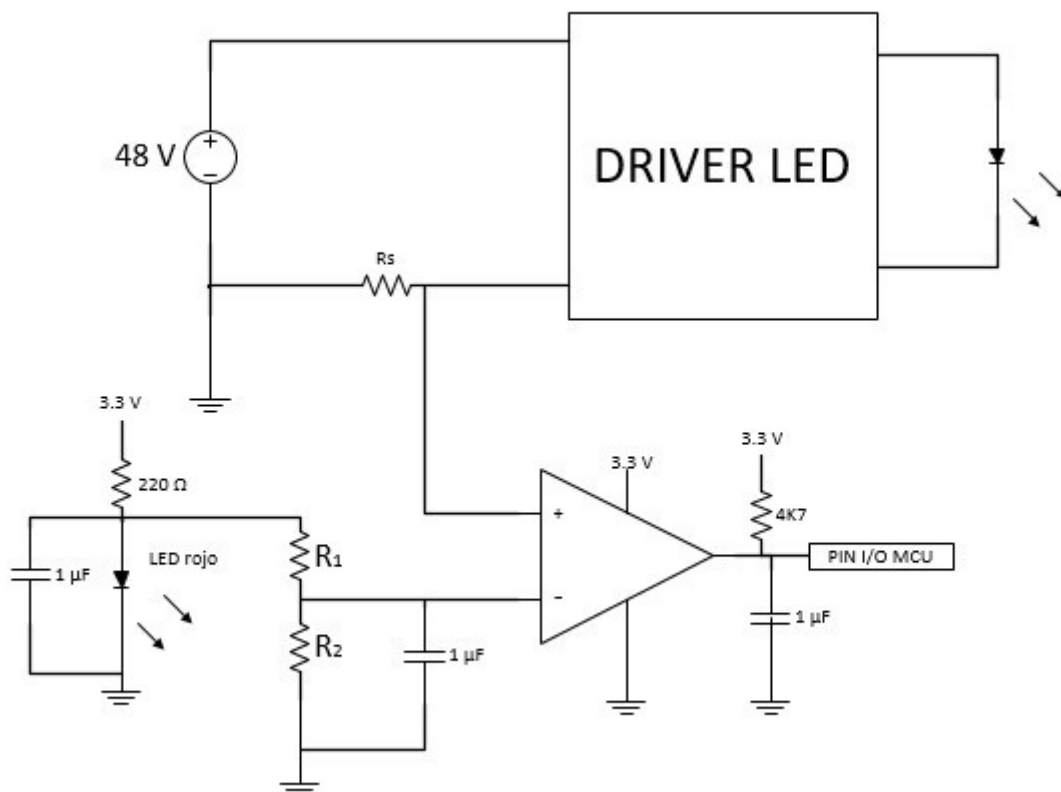 48 V
DRIVER LED
Rs
3.3 V
220 Ω
1 µF
LED rojo
R1
R2
1 µF
+
-
3.3 V
3.3 V
4K7
PIN I/O MCU
1 µF